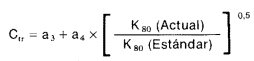 C_tr = a_3 + a_4 × [ K_80 (Actual) / K_80 (Estándar) ]^0,5